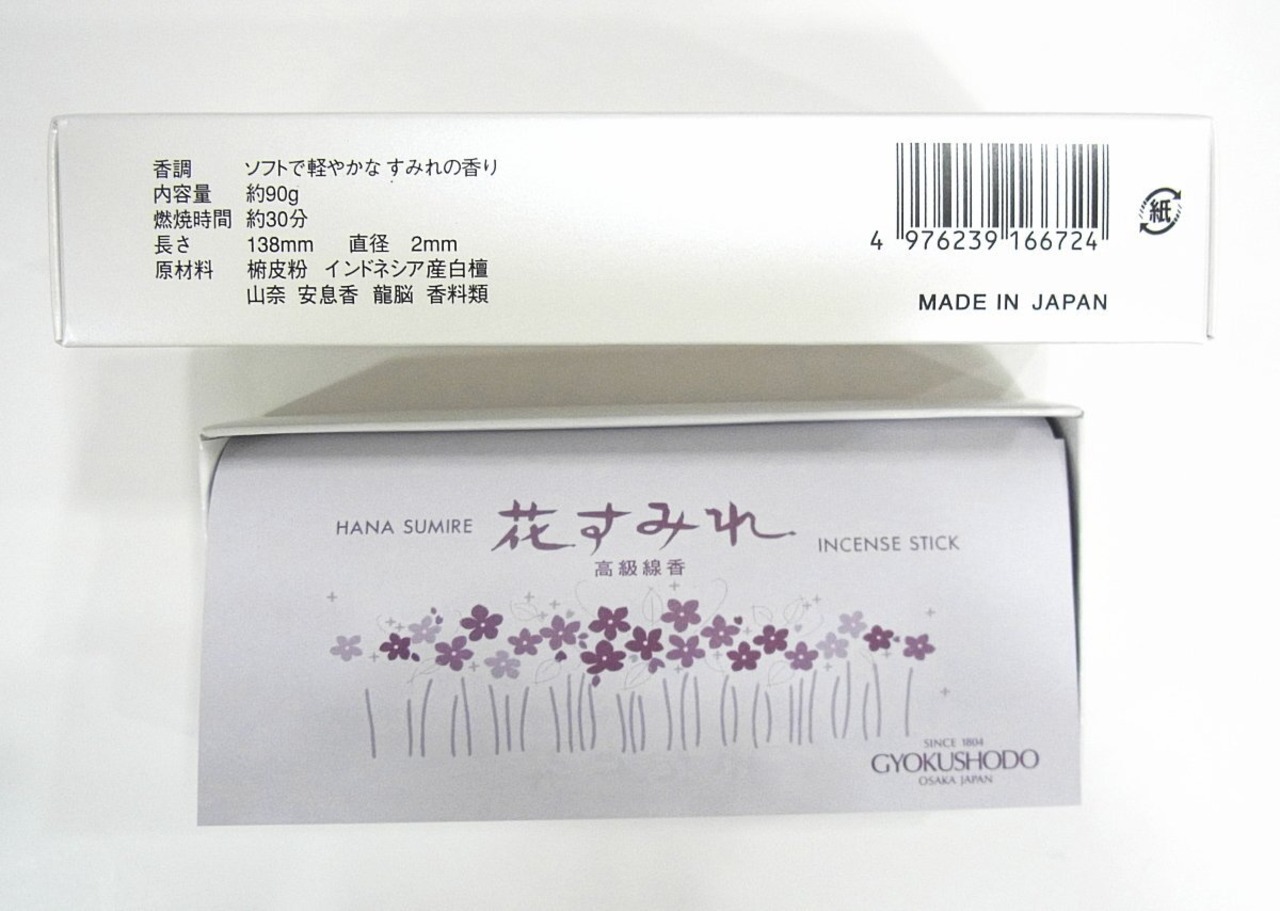 香調 ソフトで軽やかな すみれの香り
内容量 約90g
燃焼時間 約30分
長さ 138mm 直径 2mm
原材料 椨皮粉 インドネシア産白檀
山奈 安息香 龍脳 香料類
4 976239 166724
紙
MADE IN JAPAN
HANA SUMIRE 花すみれ INCENSE STICK
高級線香
SINCE 1804
GYOKUSHODO
OSAKA JAPAN